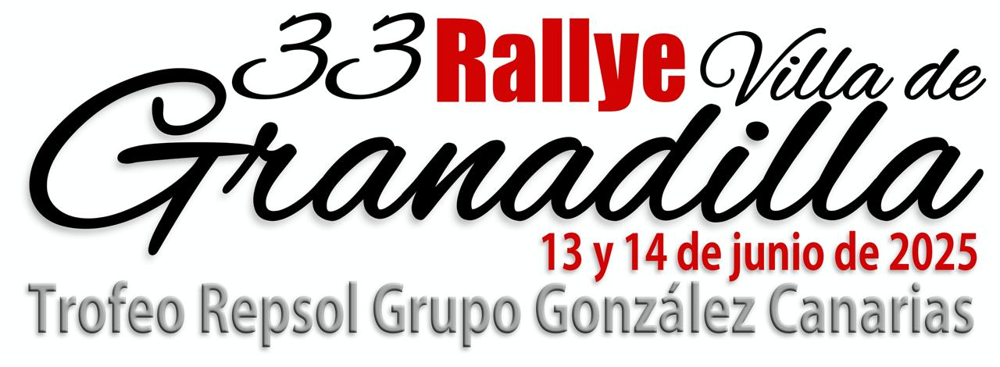 33 Rallye Villa de
Granadilla
13 y 14 de junio de 2025
Trofeo Repsol Grupo González Canarias